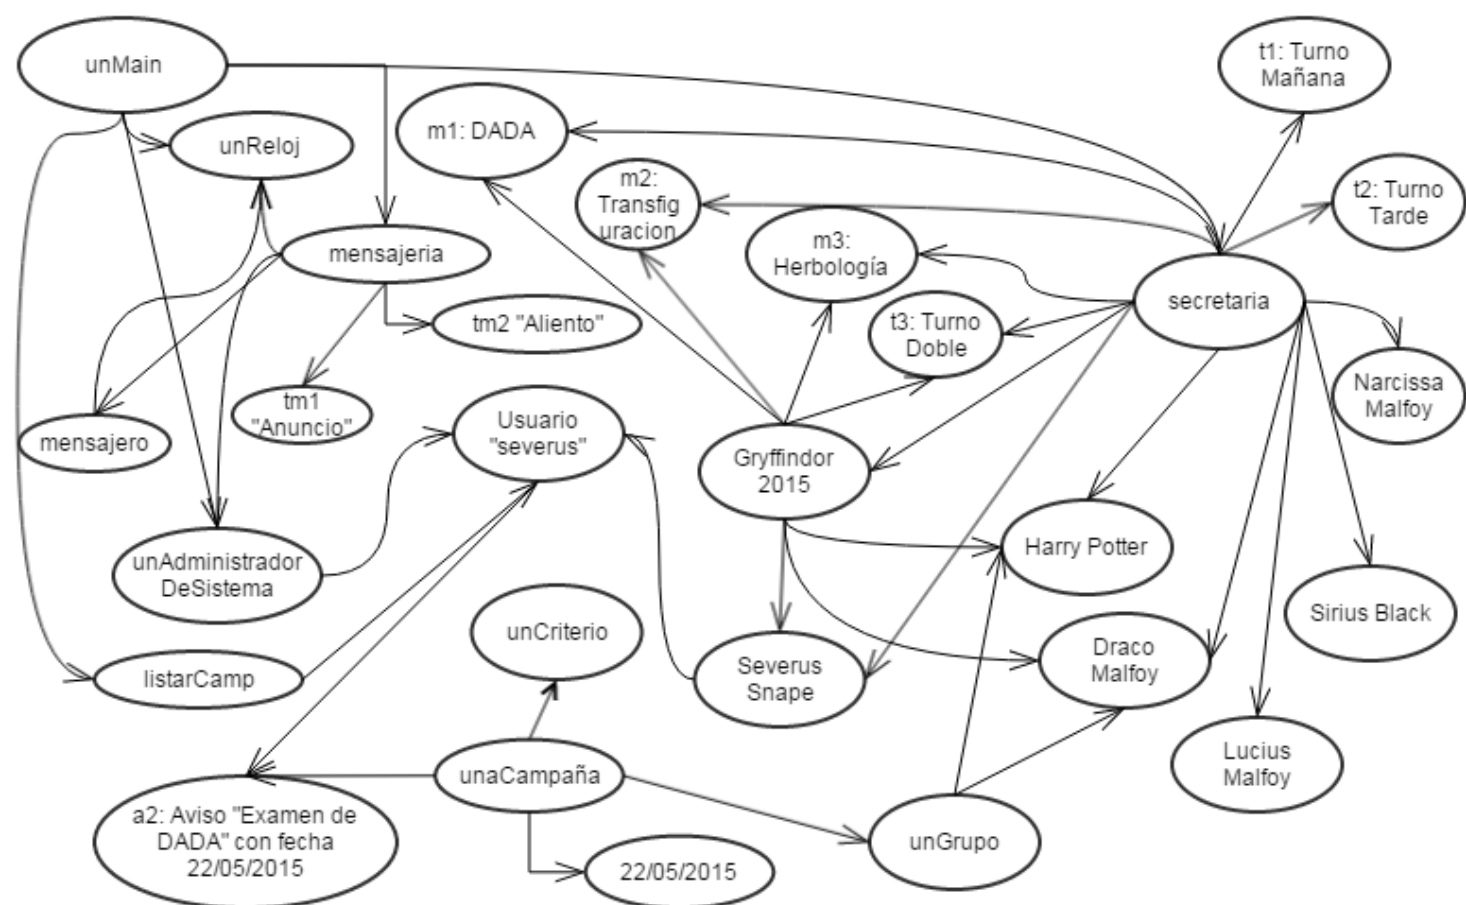 unMain
t1: Turno
Mañana
m1: DADA
unReloj
m2:
Transfig
uracion
t2: Turno
Tarde
mensajeria
m3:
Herbología
secretaria
tm2 "Aliento"
t3: Turno
Doble
Narcissa
Malfoy
tm1
"Anuncio"
mensajero
Usuario
"severus"
Gryffindor
2015
Harry Potter
unAdministrador
DeSistema
Sirius Black
unCriterio
listarCamp
Severus
Snape
Draco
Malfoy
Lucius
Malfoy
unaCampaña
a2: Aviso "Examen de
DADA" con fecha
22/05/2015
unGrupo
22/05/2015